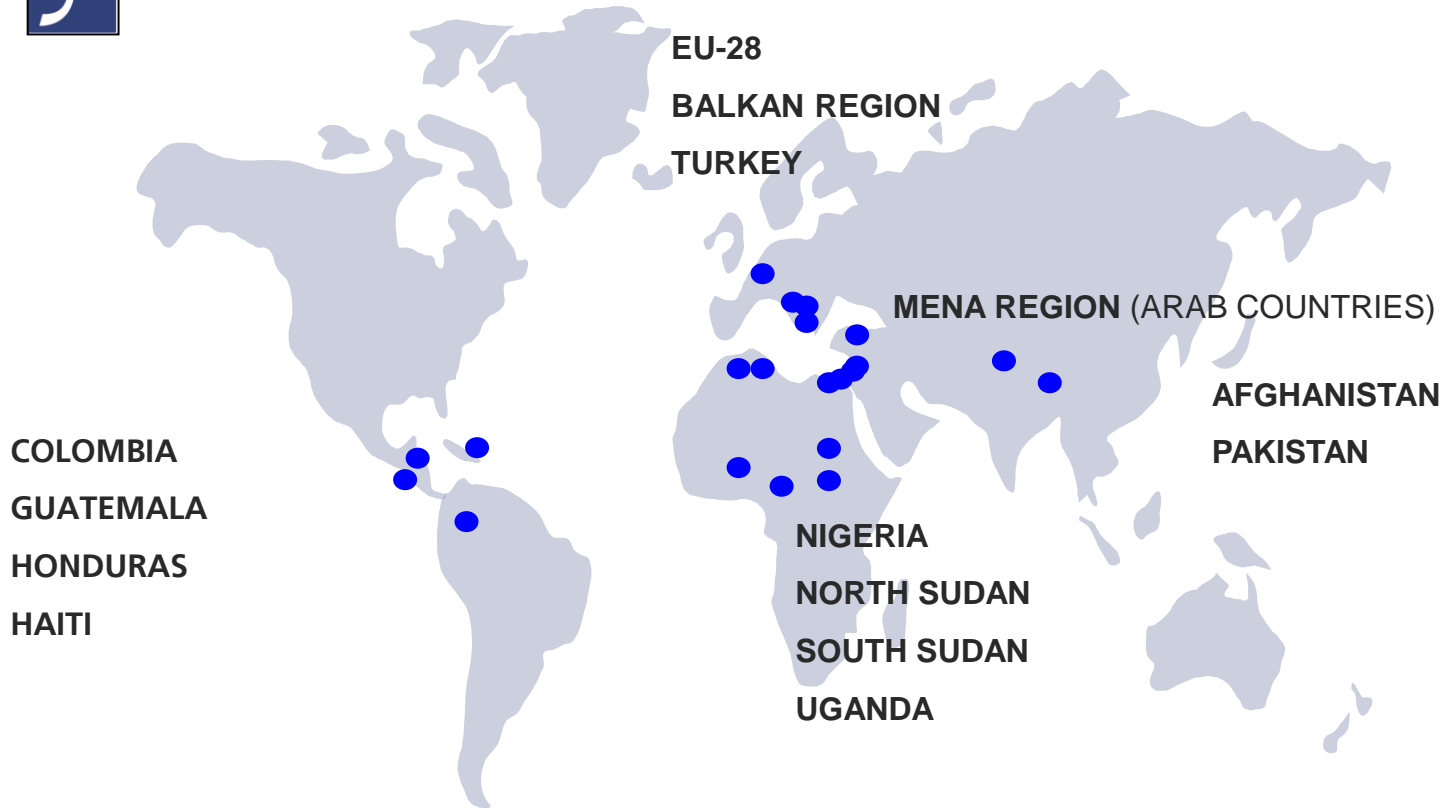 EU-28
BALKAN REGION
TURKEY
MENA REGION (ARAB COUNTRIES)
AFGHANISTAN
PAKISTAN
COLOMBIA
GUATEMALA
HONDURAS
HAITI
NIGERIA
NORTH SUDAN
SOUTH SUDAN
UGANDA